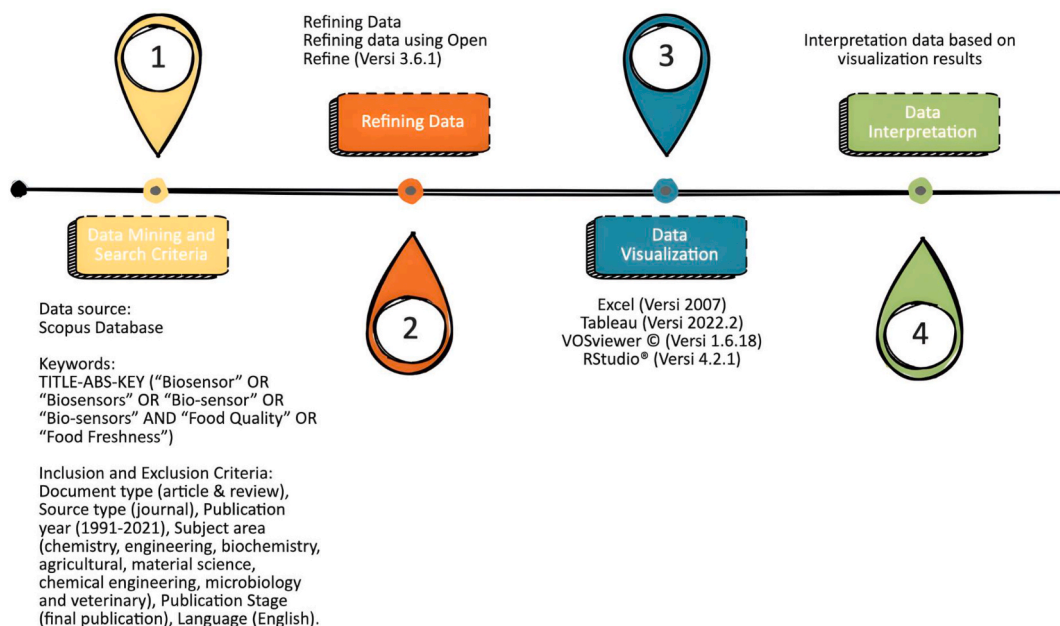 1
Data Mining and
Search Criteria
Data source:
Scopus Database
Keywords:
TITLE-ABS-KEY (“Biosensor” OR
“Biosensors” OR “Bio-sensor” OR
“Bio-sensors” AND “Food Quality” OR
“Food Freshness”)
Inclusion and Exclusion Criteria:
Document type (article & review),
Source type (journal), Publication
year (1991-2021), Subject area
(chemistry, engineering, biochemistry,
agricultural, material science,
chemical engineering, microbiology
and veterinary), Publication Stage
(final publication), Language (English).
Refining Data
Refining data using Open
Refine (Versi 3.6.1)
Refining Data
2
3
Data
Visualization
Excel (Versi 2007)
Tableau (Versi 2022.2)
VOSviewer © (Versi 1.6.18)
RStudio® (Versi 4.2.1)
Interpretation data based on
visualization results
Data
Interpretation
4